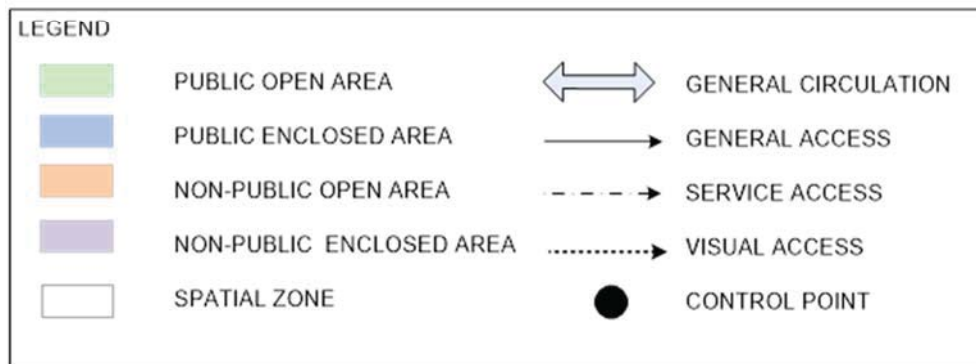 LEGEND
PUBLIC OPEN AREA
PUBLIC ENCLOSED AREA
NON-PUBLIC OPEN AREA
NON-PUBLIC ENCLOSED AREA
SPATIAL ZONE
GENERAL CIRCULATION
GENERAL ACCESS
SERVICE ACCESS
VISUAL ACCESS
CONTROL POINT